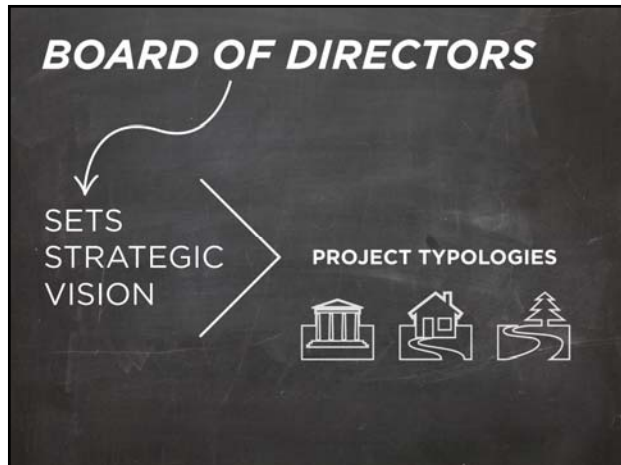 BOARD OF DIRECTORS
SETS
STRATEGIC
VISION
PROJECT TYPOLOGIES